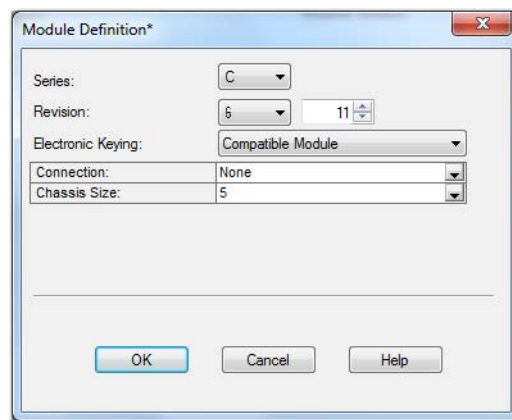 Module Definition*
Series: C
Revision: 6 11
Electronic Keying: Compatible Module
Connection: None
Chassis Size: 5
OK Cancel Help